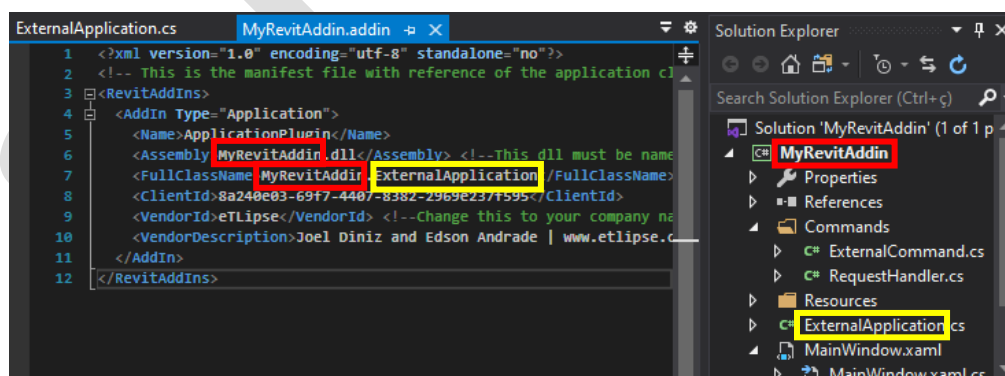 ExternalApplication.cs
MyRevitAddin.addin
1 <?xml version="1.0" encoding="utf-8" standalone="no"?>
2 <!-- This is the manifest file with reference of the application cl
3 <RevitAddIns>
4 <AddIn Type="Application">
5 <Name>ApplicationPlugin</Name>
6 <Assembly>MyRevitAddin.dll</Assembly> <!--This dll must be name
7 <FullClassName>MyRevitAddin.ExternalApplication</FullClassName>
8 <ClientId>8a240e03-69f7-4407-8382-2969e237f595</ClientId>
9 <VendorId>eTLipse</VendorId> <!--Change this to your company na
10 <VendorDescription>Joel Diniz and Edson Andrade | www.etlipse.c
11 </AddIn>
12 </RevitAddIns>
Solution Explorer
Search Solution Explorer (Ctrl+ç)
Solution 'MyRevitAddin' (1 of 1 p
C# MyRevitAddin
Properties
References
Commands
C# ExternalCommand.cs
C# RequestHandler.cs
Resources
C# ExternalApplication.cs
MainWindow.xaml
MainWindow.xaml.cs